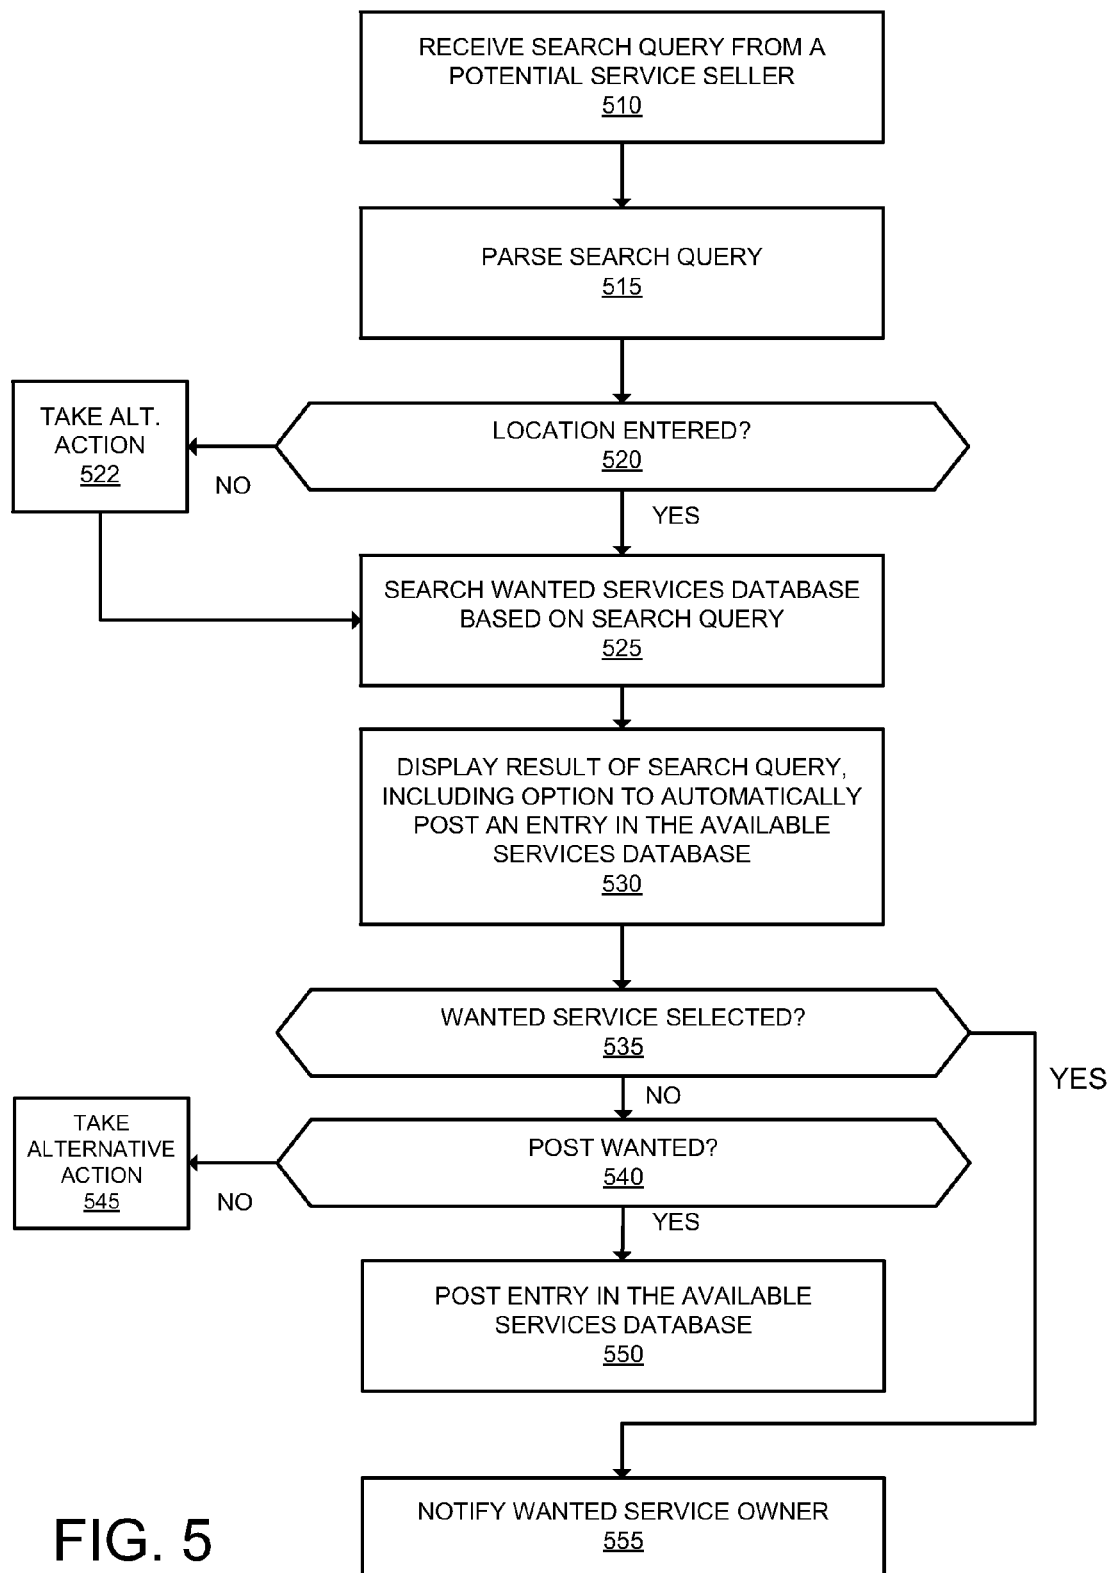 RECEIVE SEARCH QUERY FROM A
POTENTIAL SERVICE SELLER
510
PARSE SEARCH QUERY
515
TAKE ALT.
ACTION
522
LOCATION ENTERED?
520
NO
YES
SEARCH WANTED SERVICES DATABASE
BASED ON SEARCH QUERY
525
DISPLAY RESULT OF SEARCH QUERY,
INCLUDING OPTION TO AUTOMATICALLY
POST AN ENTRY IN THE AVAILABLE
SERVICES DATABASE
530
WANTED SERVICE SELECTED?
535
YES
NO
TAKE
ALTERNATIVE
ACTION
545
POST WANTED?
540
NO
YES
POST ENTRY IN THE AVAILABLE
SERVICES DATABASE
550
NOTIFY WANTED SERVICE OWNER
555
FIG. 5